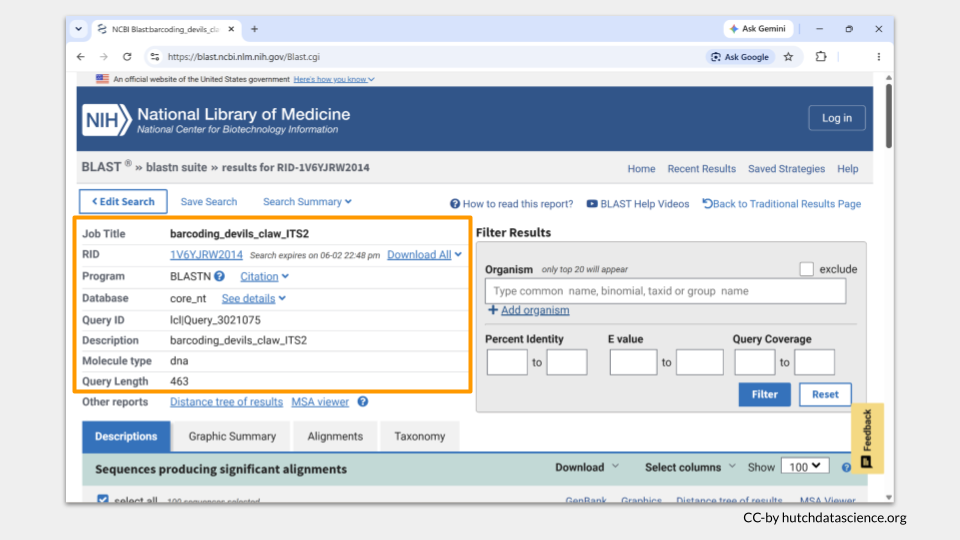 NCBI Blast:barcoding_devils_cla
Ask Gemini
https://blast.ncbi.nlm.nih.gov/Blast.cgi
Ask Google
An official website of the United States government Here's how you know
NIH
National Library of Medicine
National Center for Biotechnology Information
Log in
BLAST ® » blastn suite » results for RID-1V6YJRW2014
Home Recent Results Saved Strategies Help
< Edit Search Save Search Search Summary
How to read this report? BLAST Help Videos Back to Traditional Results Page
Job Title barcoding_devils_claw_ITS2
RID 1V6YJRW2014 Search expires on 06-02 22:48 pm Download All
Program BLASTN Citation
Database core_nt See details
Query ID lcl|Query_3021075
Description barcoding_devils_claw_ITS2
Molecule type dna
Query Length 463
Other reports Distance tree of results MSA viewer
Filter Results
Organism only top 20 will appear
exclude
Type common name, binomial, taxid or group name
+ Add organism
Percent Identity E value Query Coverage
to to to
Filter Reset
Feedback
Descriptions Graphic Summary Alignments Taxonomy
Sequences producing significant alignments
Download Select columns Show 100
select all 100 sequences selected
GenBank Graphics Distance tree of results MSA Viewer
CC-by hutchdatascience.org